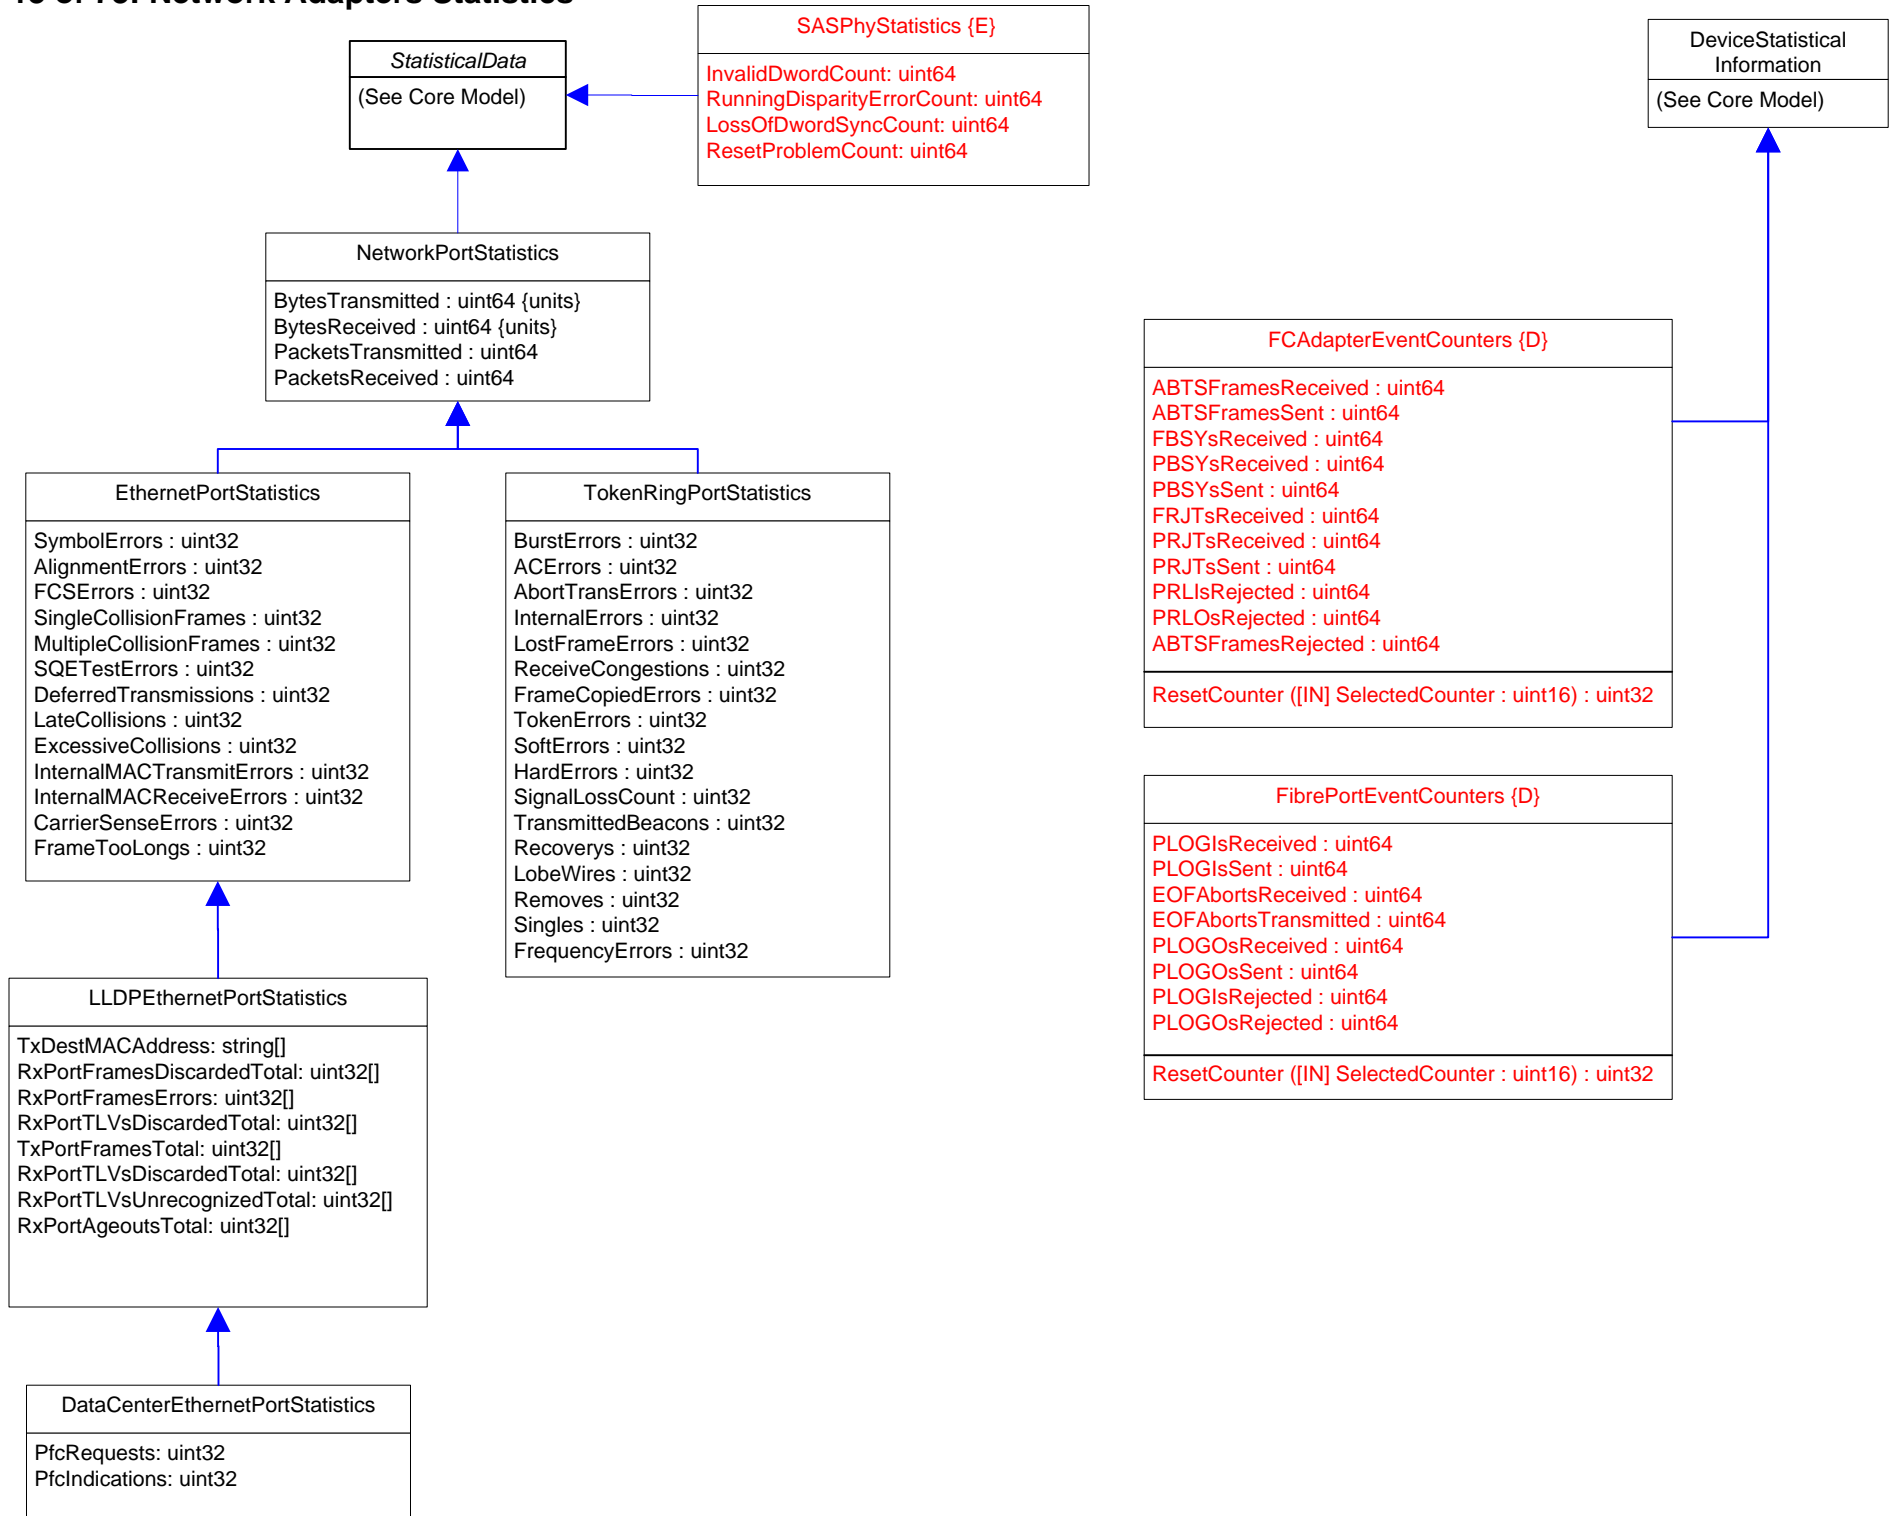 SASPhyStatistics {E}
InvalidDwordCount: uint64
RunningDisparityErrorCount: uint64
LossOfDwordSyncCount: uint64
ResetProblemCount: uint64
StatisticalData
(See Core Model)
DeviceStatistical
Information
(See Core Model)
NetworkPortStatistics
BytesTransmitted : uint64 {units}
BytesReceived : uint64 {units}
PacketsTransmitted : uint64
PacketsReceived : uint64
EthernetPortStatistics
SymbolErrors : uint32
AlignmentErrors : uint32
FCSErrors : uint32
SingleCollisionFrames : uint32
MultipleCollisionFrames : uint32
SQETestErrors : uint32
DeferredTransmissions : uint32
LateCollisions : uint32
ExcessiveCollisions : uint32
InternalMACTransmitErrors : uint32
InternalMACReceiveErrors : uint32
CarrierSenseErrors : uint32
FrameTooLongs : uint32
TokenRingPortStatistics
BurstErrors : uint32
ACErrors : uint32
AbortTransErrors : uint32
InternalErrors : uint32
LostFrameErrors : uint32
ReceiveCongestions : uint32
FrameCopiedErrors : uint32
TokenErrors : uint32
SoftErrors : uint32
HardErrors : uint32
SignalLossCount : uint32
TransmittedBeacons : uint32
Recoverys : uint32
LobeWires : uint32
Removes : uint32
Singles : uint32
FrequencyErrors : uint32
LLDPEthernetPortStatistics
TxDestMACAddress: string[]
RxPortFramesDiscardedTotal: uint32[]
RxPortFramesErrors: uint32[]
RxPortTLVsDiscardedTotal: uint32[]
TxPortFramesTotal: uint32[]
RxPortTLVsDiscardedTotal: uint32[]
RxPortTLVsUnrecognizedTotal: uint32[]
RxPortAgeoutsTotal: uint32[]
DataCenterEthernetPortStatistics
PfcRequests: uint32
PfcIndications: uint32
FCAdapterEventCounters {D}
ABTSFramesReceived : uint64
ABTSFramesSent : uint64
FBSYsReceived : uint64
PBSYsReceived : uint64
PBSYsSent : uint64
FRJTsReceived : uint64
PRJTsReceived : uint64
PRJTsSent : uint64
PRLIsRejected : uint64
PRLOsRejected : uint64
ABTSFramesRejected : uint64
ResetCounter ([IN] SelectedCounter : uint16) : uint32
FibrePortEventCounters {D}
PLOGIsReceived : uint64
PLOGIsSent : uint64
EOFAbortsReceived : uint64
EOFAbortsTransmitted : uint64
PLOGOsReceived : uint64
PLOGOsSent : uint64
PLOGIsRejected : uint64
PLOGOsRejected : uint64
ResetCounter ([IN] SelectedCounter : uint16) : uint32